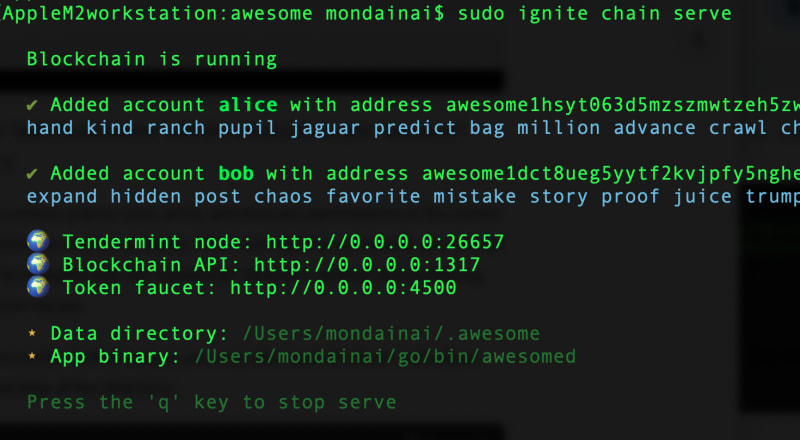 AppleM2workstation:awesome mondainai$ sudo ignite chain serve
Blockchain is running
✔ Added account alice with address awesome1hsyt063d5mzszmwtzeh5zw
hand kind ranch pupil jaguar predict bag million advance crawl ch
✔ Added account bob with address awesome1dct8ueg5yytf2kvjpfy5nghe
expand hidden post chaos favorite mistake story proof juice trump
🌍 Tendermint node: http://0.0.0.0:26657
🌍 Blockchain API: http://0.0.0.0:1317
🌍 Token faucet: http://0.0.0.0:4500
⋆ Data directory: /Users/mondainai/.awesome
⋆ App binary: /Users/mondainai/go/bin/awesomed
Press the 'q' key to stop serve